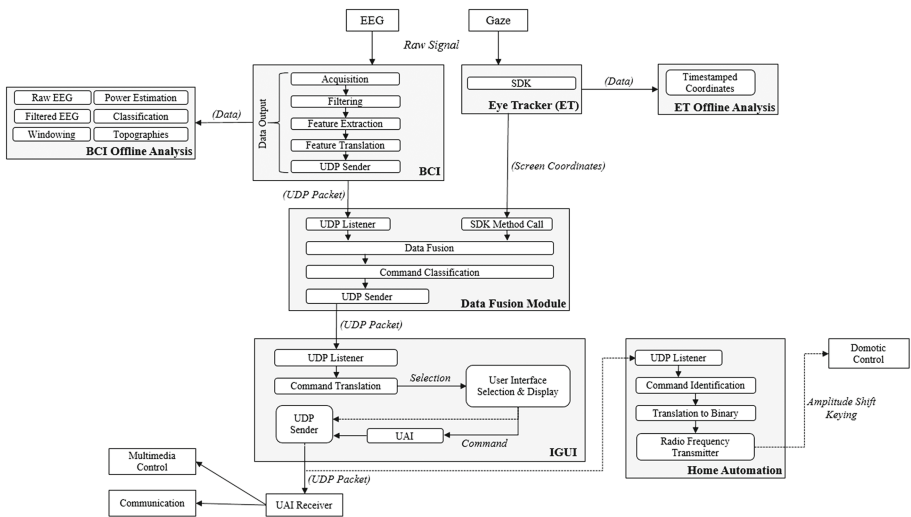 EEG
Gaze
Raw Signal
Acquisition
Filtering
Feature Extraction
Feature Translation
UDP Sender
Data Output
BCI
SDK
Eye Tracker (ET)
(Data)
Timestamped
Coordinates
ET Offline Analysis
(Data)
Raw EEG
Power Estimation
Filtered EEG
Classification
Windowing
Topographies
BCI Offline Analysis
(UDP Packet)
(Screen Coordinates)
UDP Listener
SDK Method Call
Data Fusion
Command Classification
UDP Sender
Data Fusion Module
(UDP Packet)
UDP Listener
Command Translation
Selection
User Interface
Selection & Display
UDP
Sender
UAI
Command
IGUI
UDP Listener
Command Identification
Translation to Binary
Radio Frequency
Transmitter
Home Automation
Domotic
Control
Amplitude Shift
Keying
(UDP Packet)
Multimedia
Control
Communication
UAI Receiver